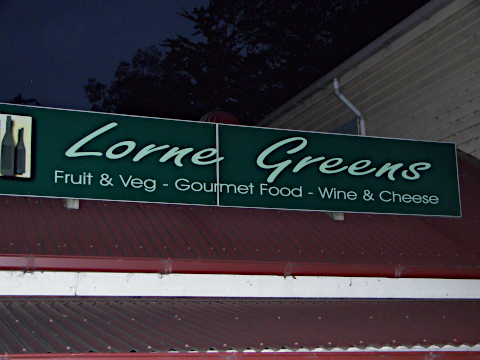 Lorne Greens
Fruit & Veg - Gourmet Food - Wine & Cheese